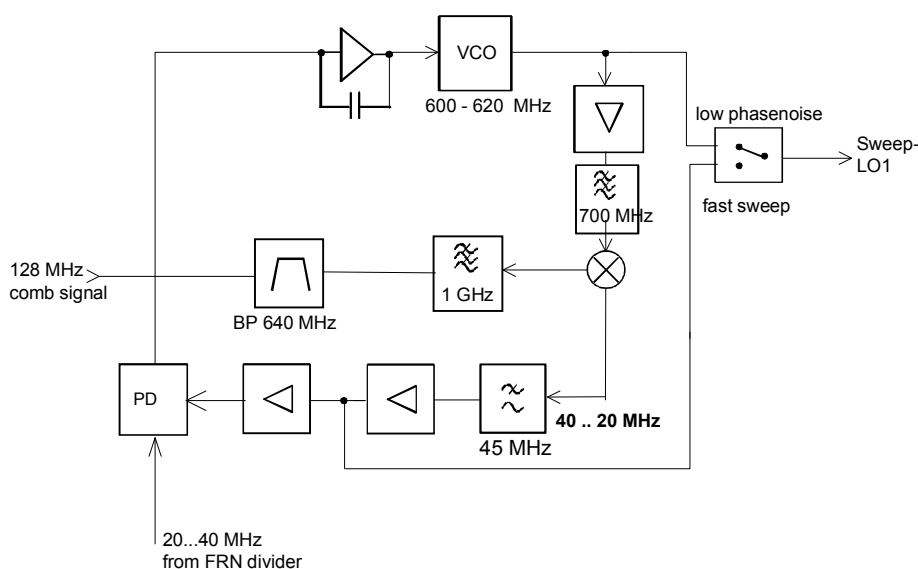 VCO
600 - 620 MHz
low phasenoise
Sweep-
LO1
fast sweep
700 MHz
128 MHz
comb signal
BP 640 MHz
1 GHz
PD
40 .. 20 MHz
45 MHz
20...40 MHz
from FRN divider